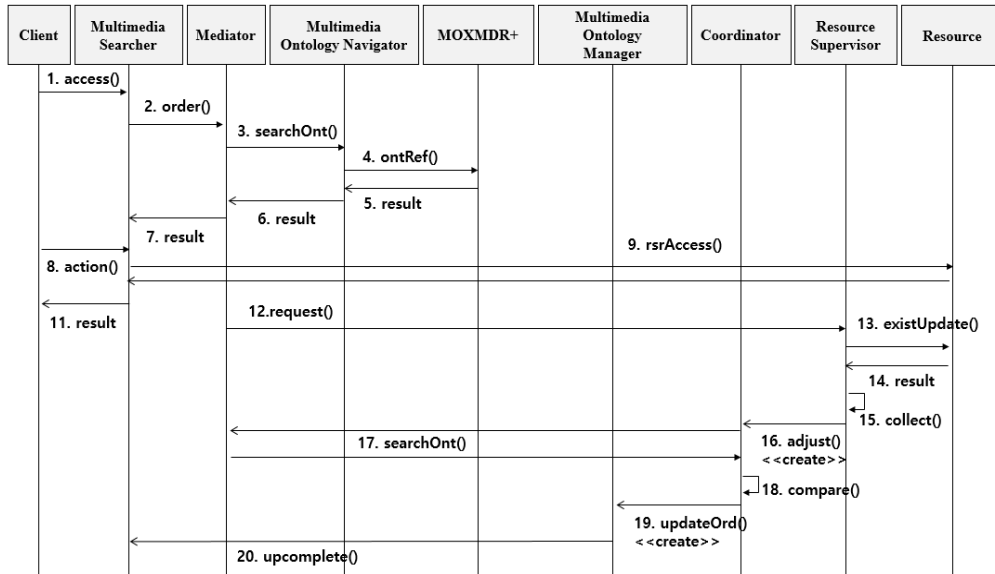 Client
Multimedia
Searcher
Mediator
Multimedia
Ontology Navigator
MOXMDR+
Multimedia
Ontology
Manager
Coordinator
Resource
Supervisor
Resource
1. access()
2. order()
3. searchOnt()
4. ontRef()
5. result
6. result
7. result
8. action()
9. rsrAccess()
11. result
12.request()
13. existUpdate()
14. result
15. collect()
16. adjust()
<<create>>
17. searchOnt()
18. compare()
19. updateOrd()
<<create>>
20. upcomplete()